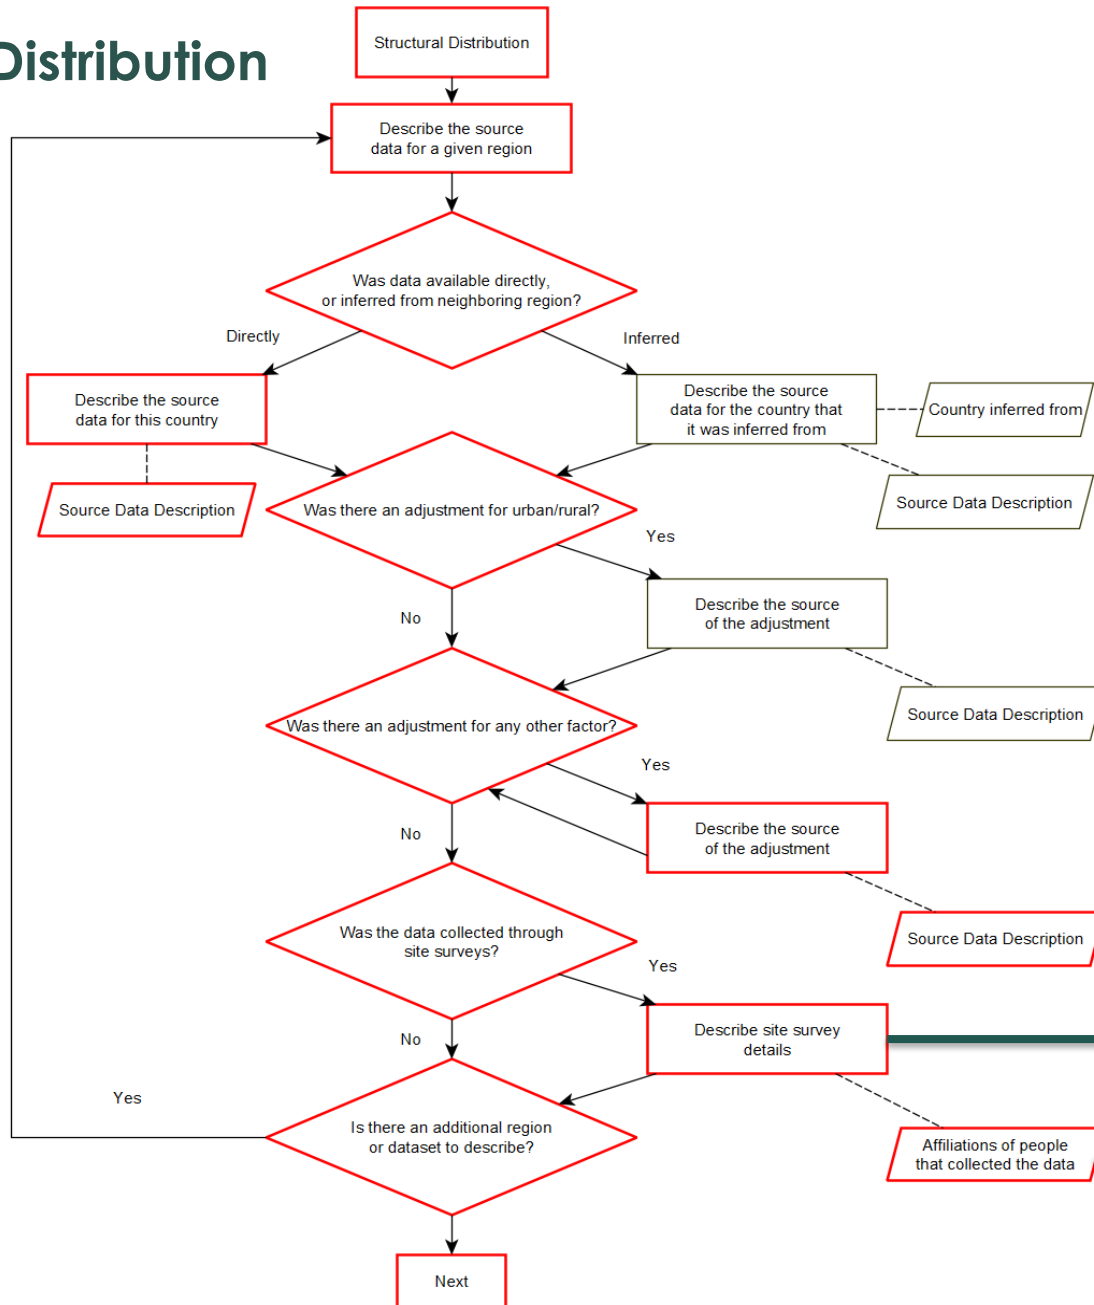 Distribution
Structural Distribution
Describe the source
data for a given region
Was data available directly,
or inferred from neighboring region?
Directly
Inferred
Describe the source
data for this country
Describe the source
data for the country that
it was inferred from
Country inferred from
Source Data Description
Source Data Description
Was there an adjustment for urban/rural?
Yes
No
Describe the source
of the adjustment
Source Data Description
Was there an adjustment for any other factor?
Yes
No
Describe the source
of the adjustment
Source Data Description
Was the data collected through
site surveys?
Yes
No
Describe site survey
details
Affiliations of people
that collected the data
Is there an additional region
or dataset to describe?
Yes
Next